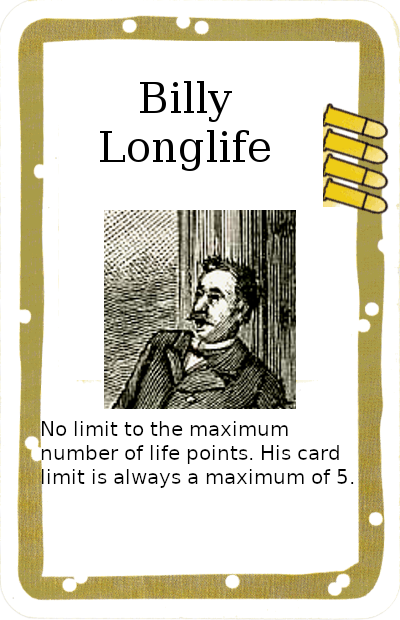 Billy
Longlife
No limit to the maximum
number of life points. His card
limit is always a maximum of 5.